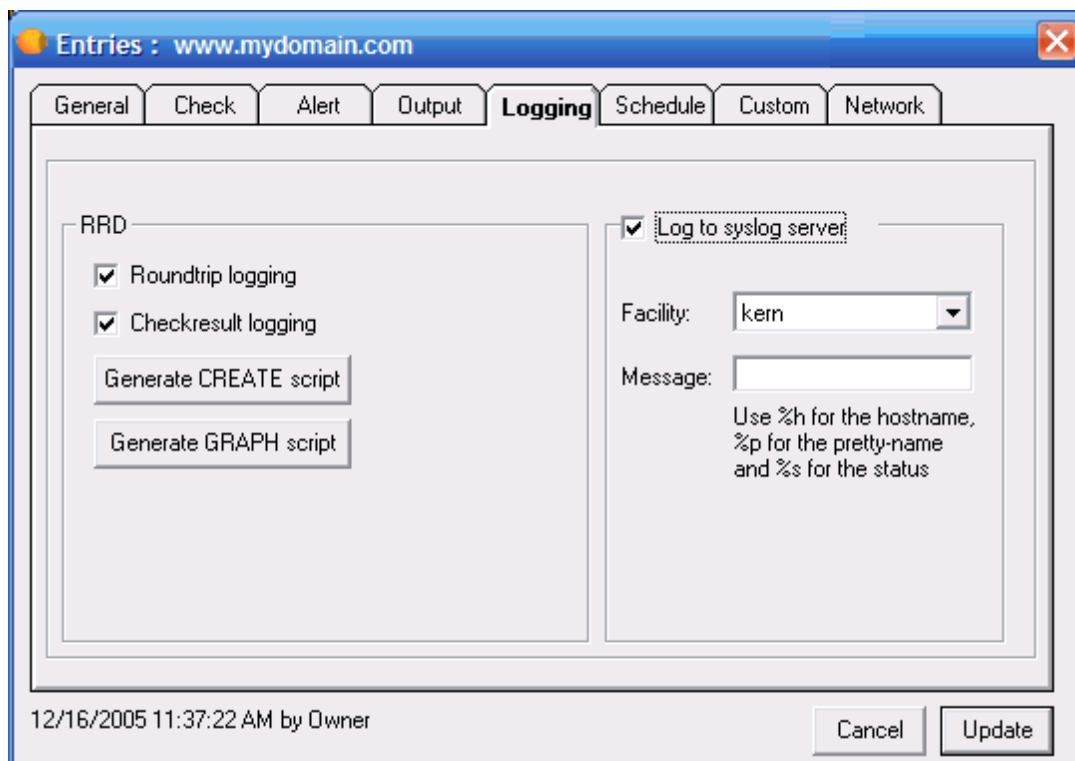 Entries : www.mydomain.com
General Check Alert Output Logging Schedule Custom Network
RRD
Roundtrip logging
Checkresult logging
Generate CREATE script
Generate GRAPH script
Log to syslog server
Facility: kern
Message:
Use %h for the hostname,
%p for the pretty-name
and %s for the status
12/16/2005 11:37:22 AM by Owner
Cancel Update